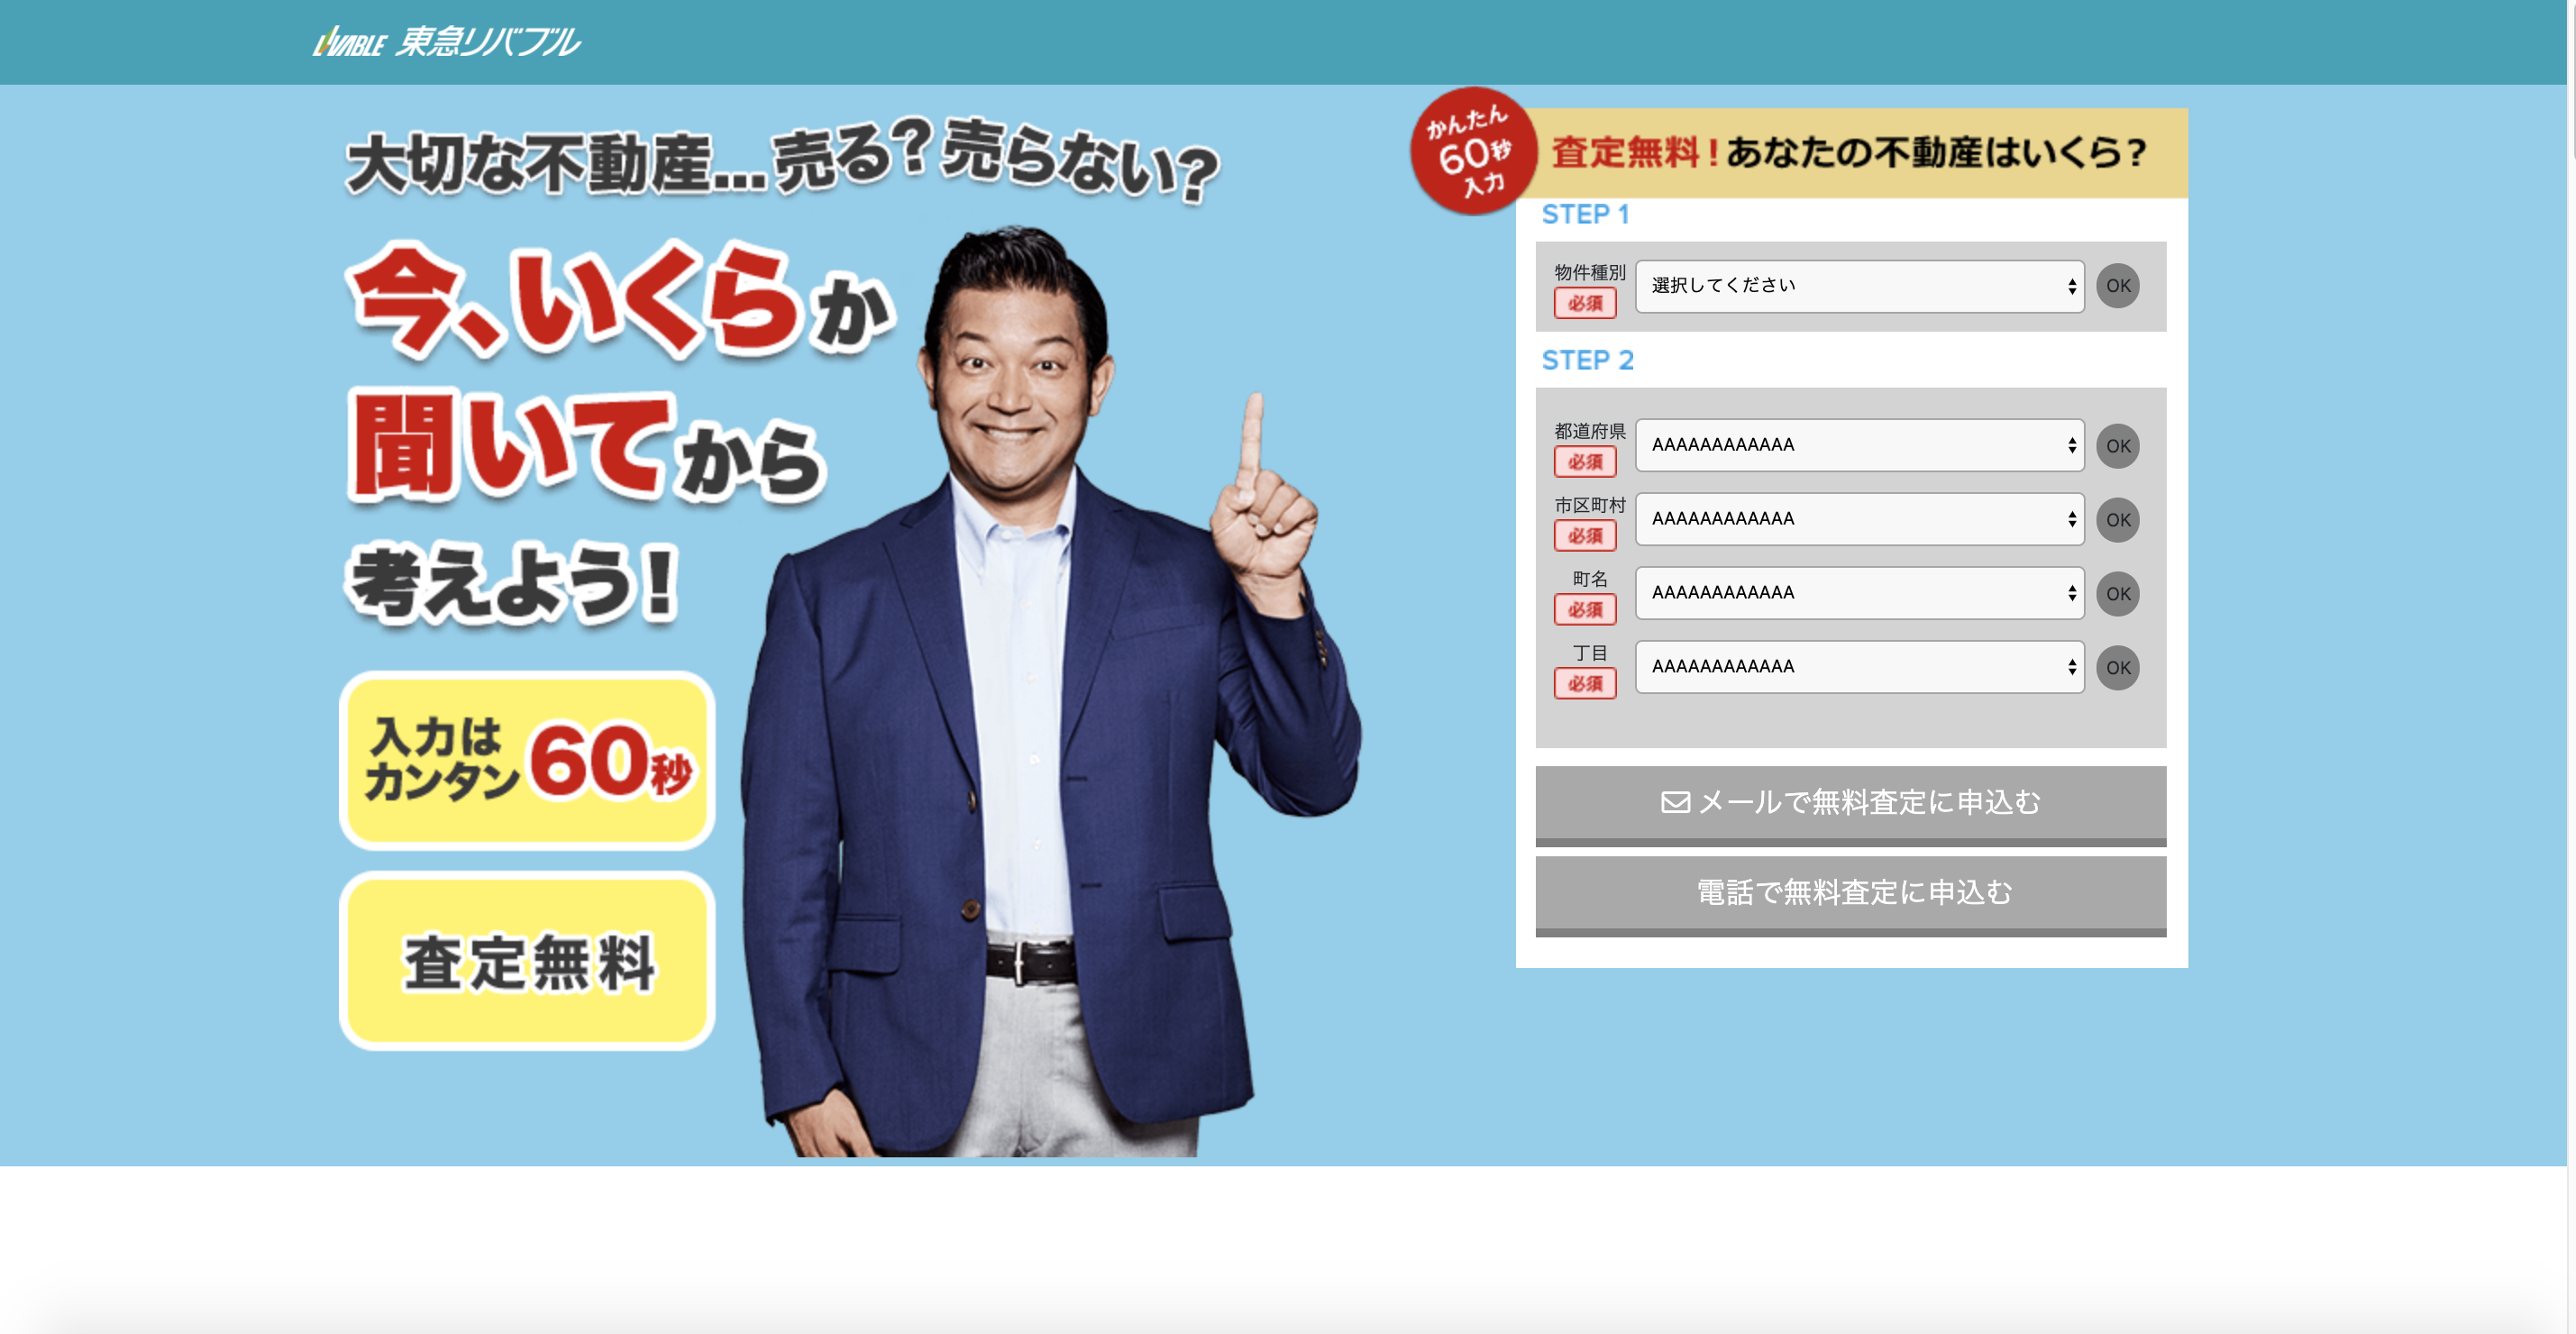 LIVABLE 東急リバブル
大切な不動産...売る?売らない?
今、いくらか
聞いてから
考えよう!
入力は
カンタン60秒
査定無料
かんたん
60秒
入力
査定無料!あなたの不動産はいくら?
STEP 1
物件種別
必須
選択してください
OK
STEP 2
都道府県
必須
AAAAAAAAAAAA
OK
市区町村
必須
AAAAAAAAAAAA
OK
町名
必須
AAAAAAAAAAAA
OK
丁目
必須
AAAAAAAAAAAA
OK
メールで無料査定に申込む
電話で無料査定に申込む